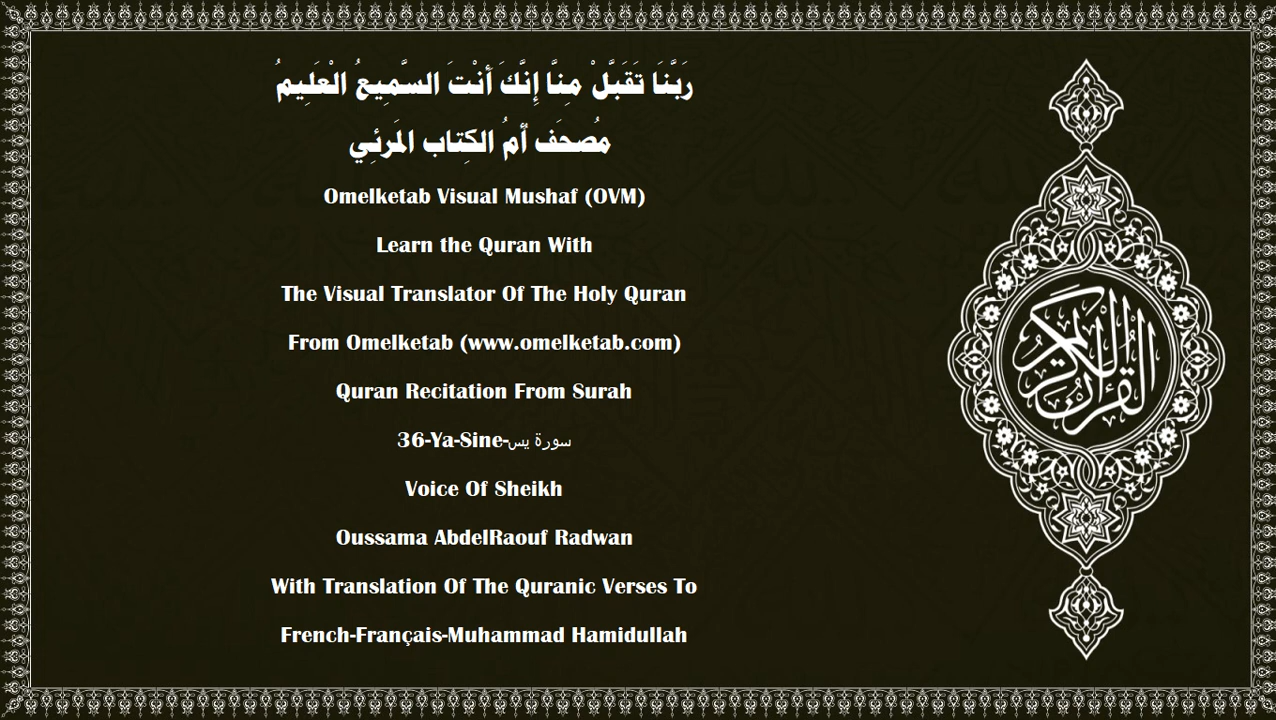 رَبَّنَا تَقَبَّلْ مِنَّا إِنَّكَ أَنْتَ السَّمِيعُ الْعَلِيمُ
مُصحَف أمُ الكِتاب المَرئِي
Omelketab Visual Mushaf (OVM)
Learn the Quran With
The Visual Translator Of The Holy Quran
From Omelketab (www.omelketab.com)
Quran Recitation From Surah
36-Ya-Sine-سورة يس
Voice Of Sheikh
Oussama AbdelRaouf Radwan
With Translation Of The Quranic Verses To
French-Français-Muhammad Hamidullah
القرآن الكريم